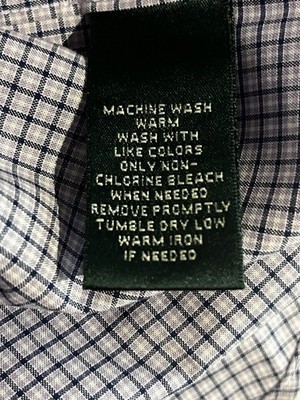 MACHINE WASH
WARM
WASH WITH
LIKE COLORS
ONLY NON-
CHLORINE BLEACH
WHEN NEEDED
REMOVE PROMPTLY
TUMBLE DRY LOW
WARM IRON
IF NEEDED